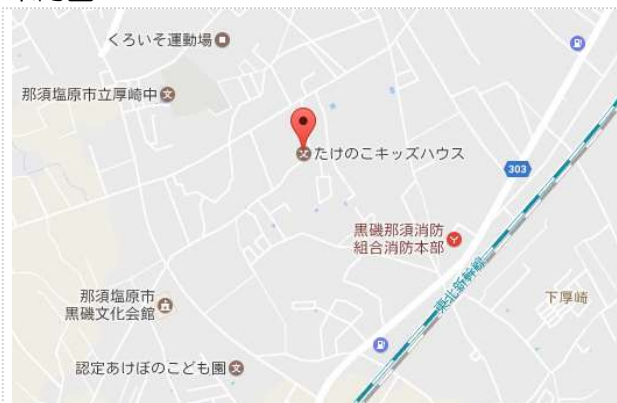 くろいそ運動場
那須塩原市立厚崎中
たけのこキッズハウス
303
黒磯那須消防
組合消防本部
東北新幹線
那須塩原市
黒磯文化会館
下厚崎
認定あけぼのこども園